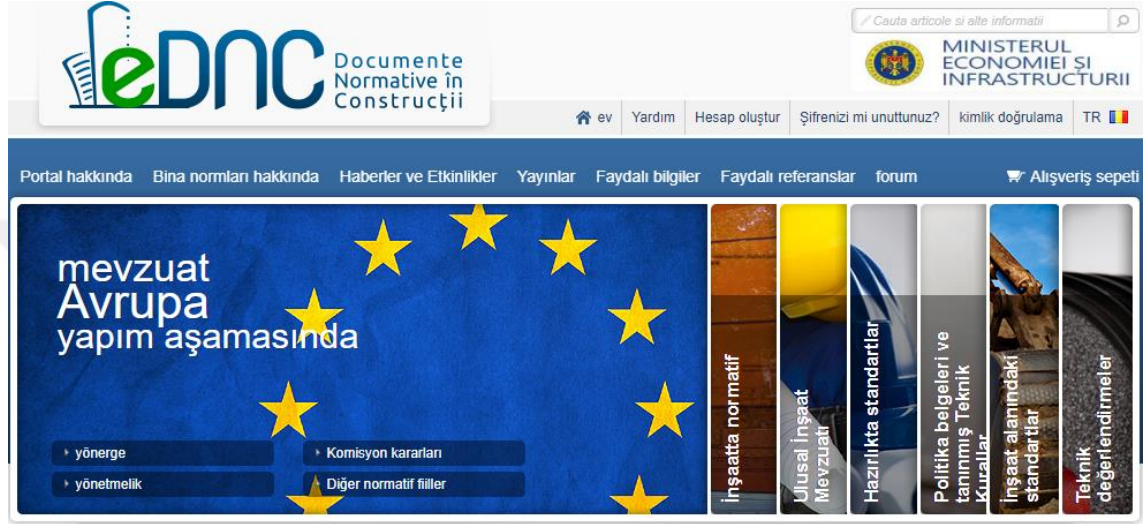 Cauta articole si alte informatii
eDNC
Documente
Normative în
Construcții
MINISTERUL
ECONOMIEI ȘI
INFRASTRUCTURII
ev Yardım Hesap oluştur Şifrenizi mi unuttunuz? kimlik doğrulama TR
Portal hakkında Bina normları hakkında Haberler ve Etkinlikler Yayınlar Faydalı bilgiler Faydalı referanslar forum Alışveriş sepeti
mevzuat
Avrupa
yapım aşamasında
yönerge
Komisyon kararları
yönetmelik
Diğer normatif fiiller
İnşaatta normatif
Ulusal İnşaat
Mevzuatı
Hazırlıkta standartlar
Politika belgeleri ve
tanınmış Teknik
Kurallar
İnşaat alanındaki
standartlar
Teknik
değerlendirmeler